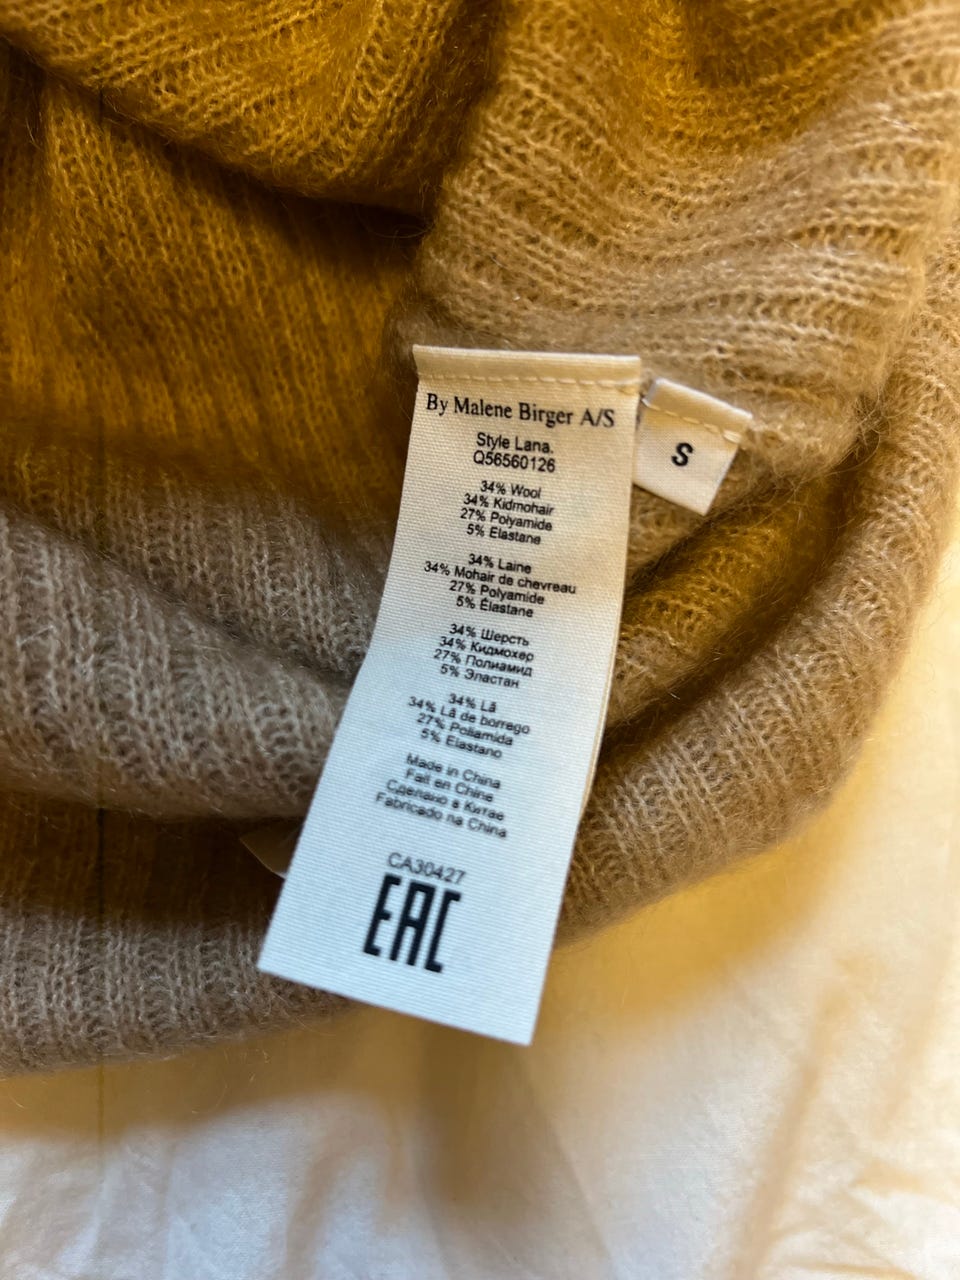 By Malene Birger A/S
Style Lana.
Q56560126
34% Wool
34% Kidmohair
27% Polyamide
5% Elastane
34% Laine
34% Mohair de chevreau
27% Polyamide
5% Élastane
34% Шерсть
34% Кидмохер
27% Полиамид
5% Эластан
34% Lã
34% Lã de borrego
27% Poliamida
5% Elastano
Made in China
Fait en Chine
Сделано в Китае
Fabricado na China
CA30427
EAC
S